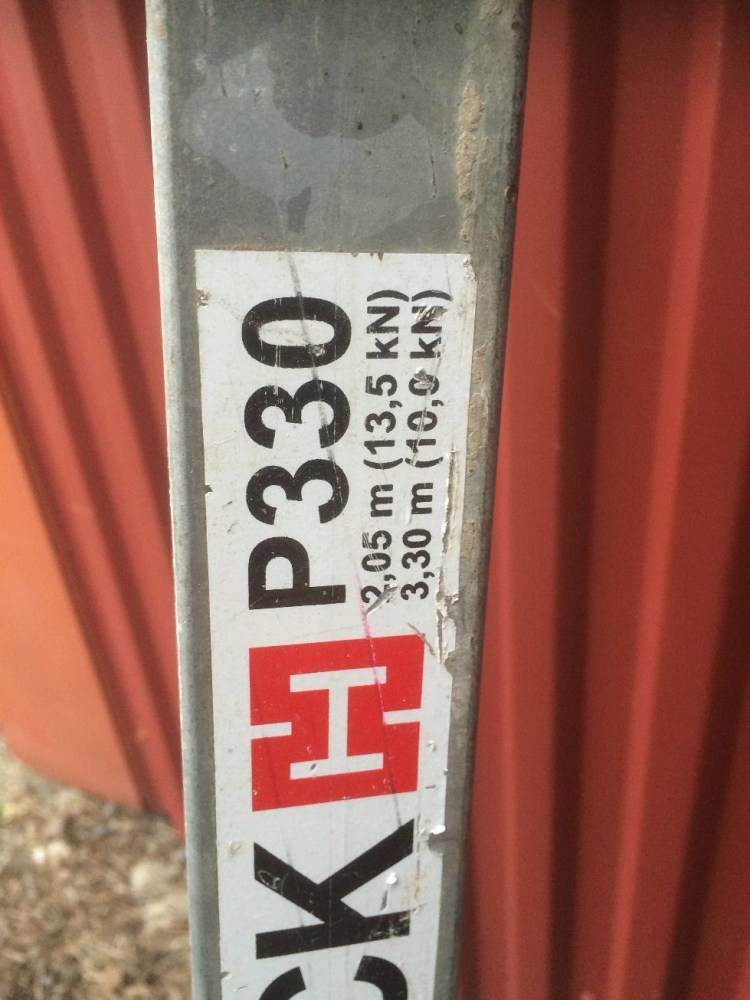 CK H P330
2,05 m (13,5 kN)
3,30 m (10,0 kN)